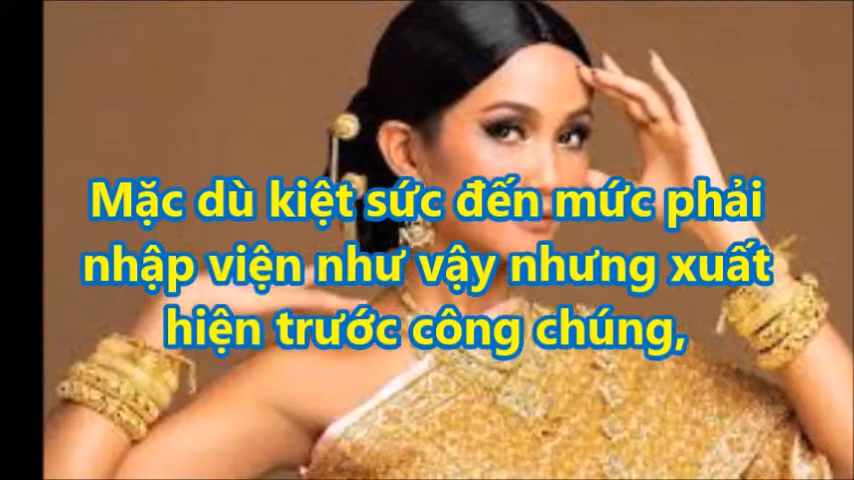 Mặc dù kiệt sức đến mức phải
nhập viện như vậy nhưng xuất
hiện trước công chúng,